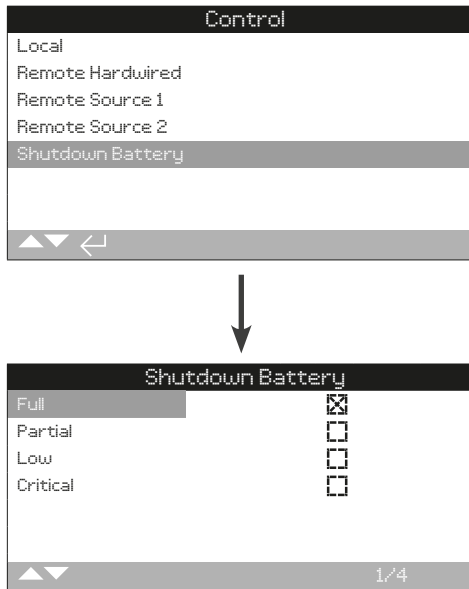 Control
Local
Remote Hardwired
Remote Source 1
Remote Source 2
Shutdown Battery
Shutdown Battery
Full
Partial
Low
Critical
1/4